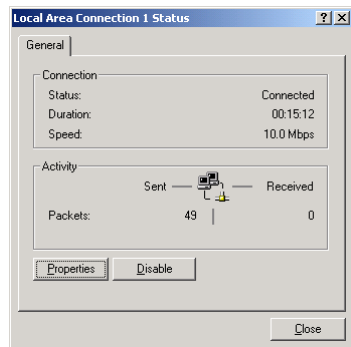 Local Area Connection 1 Status
General
Connection
Status: Connected
Duration: 00:15:12
Speed: 10.0 Mbps
Activity
Sent Received
Packets: 49 0
Properties Disable
Close